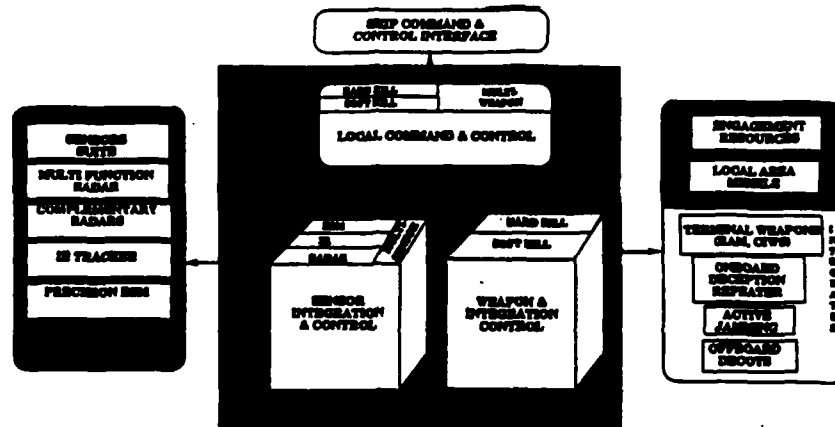 SHIP COMMAND &
CONTROL INTERFACE
HARD KILL
SOFT KILL
MULTI
WEAPON
LOCAL COMMAND & CONTROL
SENSORS
SUITE
MULTI FUNCTION
RADAR
COMPLEMENTARY
RADARS
IR TRACKER
PRECISION ESM
ESM
IR
RADAR
SENSOR
INTEGRATION
& CONTROL
HARD KILL
SOFT KILL
WEAPON &
INTEGRATION
CONTROL
ENGAGEMENT
RESOURCES
LOCAL AREA
MISSILE
TERMINAL WEAPONS
(RAM, CIWS)
ONBOARD
DECEPTION
REPEATER
ACTIVE
JAMMING
OFFBOARD
DECOYS